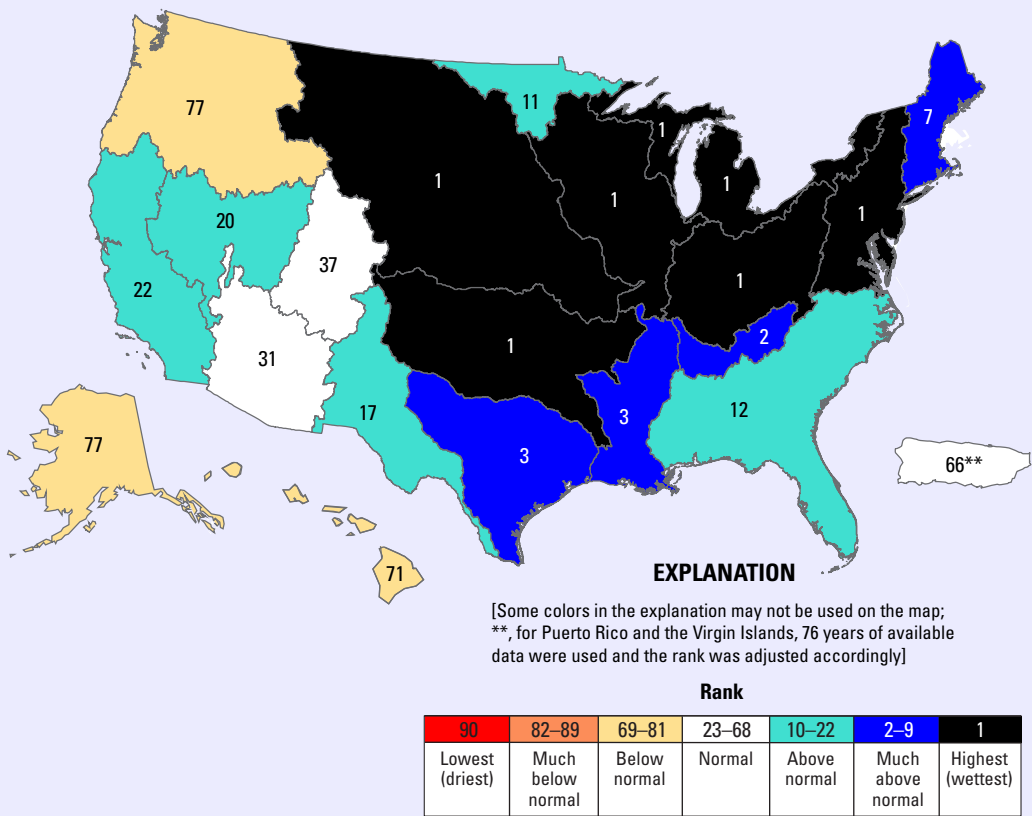 77
11
7
1
1
1
1
1
20
37
1
22
2
1
31
17
12
3
3
77
66**
71
EXPLANATION
[Some colors in the explanation may not be used on the map;
**, for Puerto Rico and the Virgin Islands, 76 years of available
data were used and the rank was adjusted accordingly]
Rank
90 82–89 69–81 23–68 10–22 2–9 1
Lowest Much Below Normal Above Much Highest
(driest) below normal normal above (wettest)
normal normal